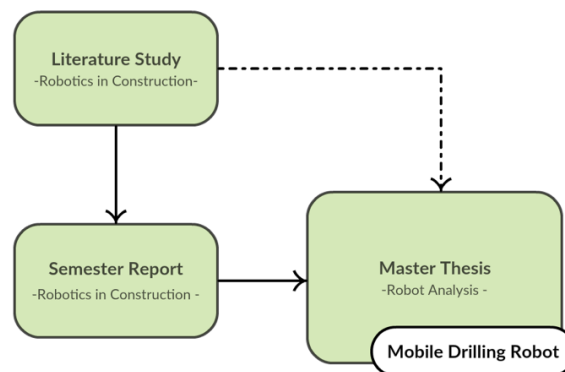 Literature Study
-Robotics in Construction-
Semester Report
-Robotics in Construction -
Master Thesis
-Robot Analysis -
Mobile Drilling Robot